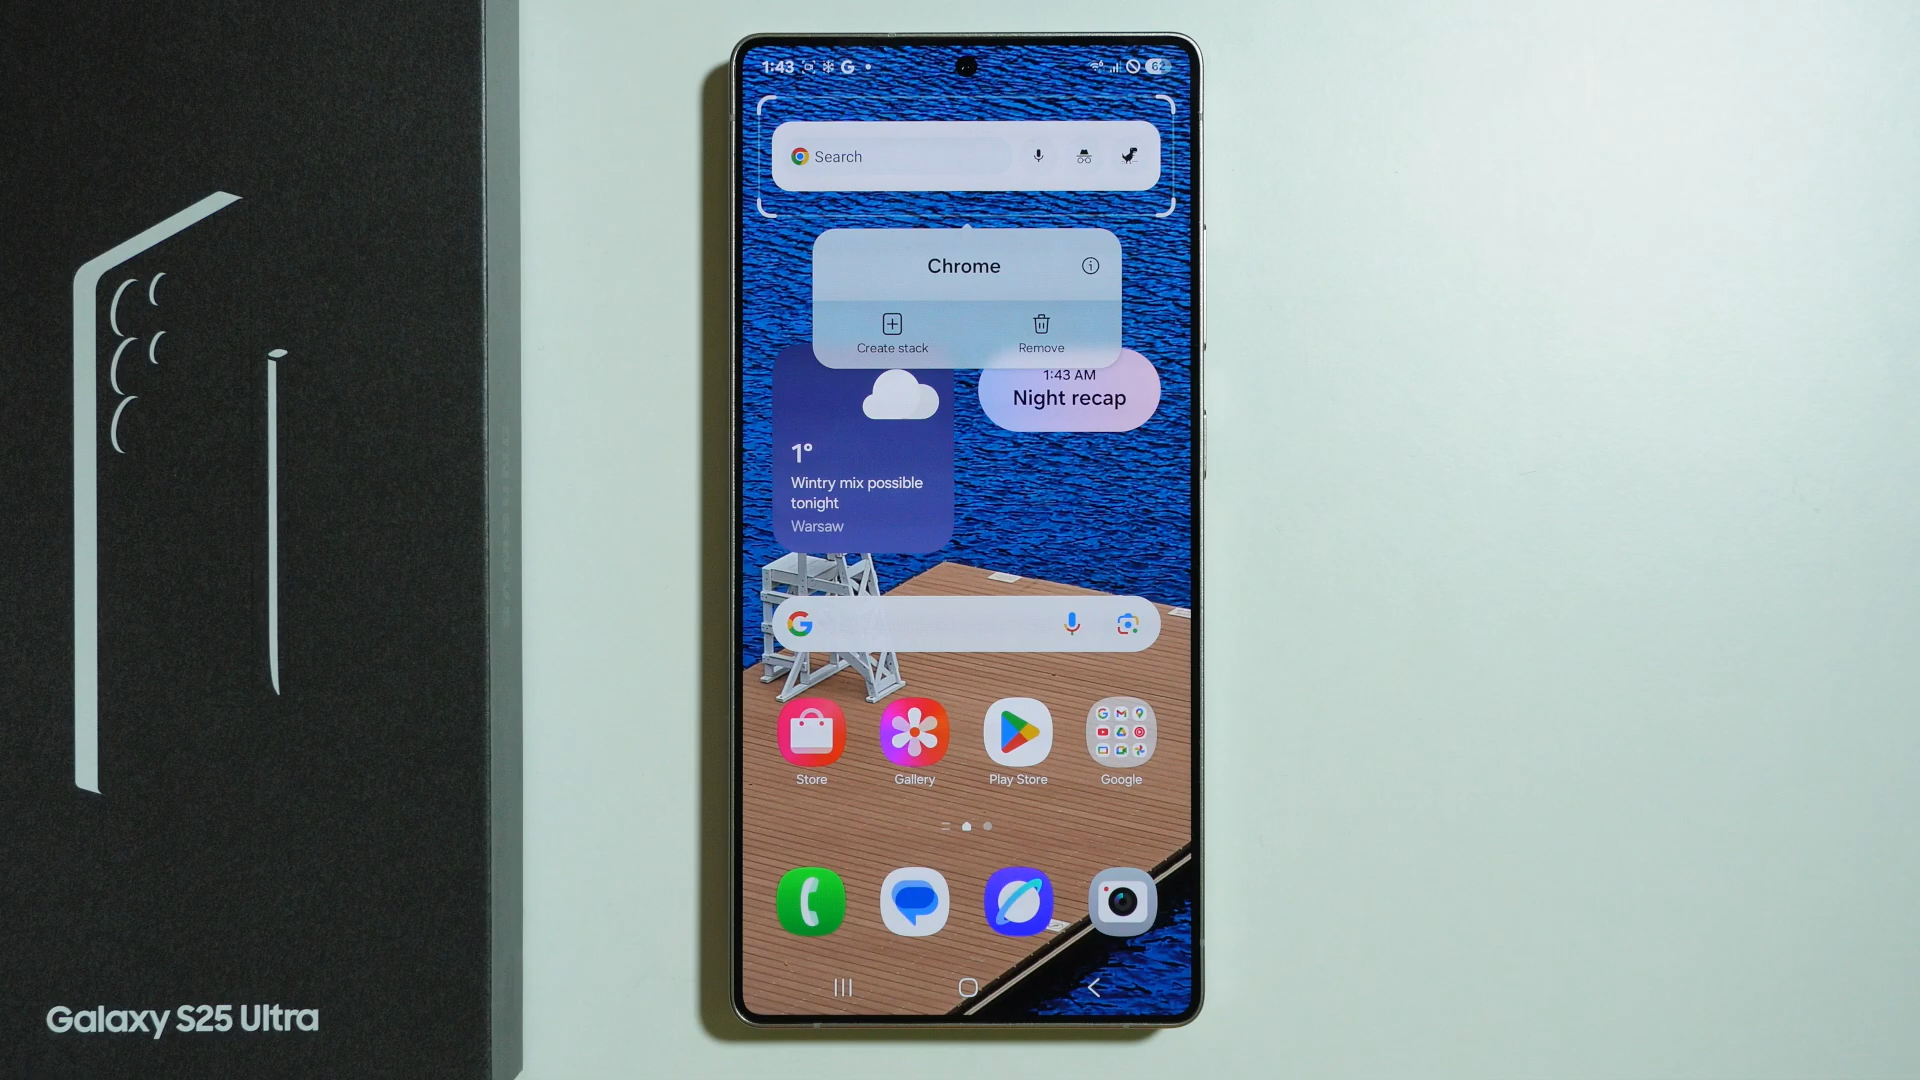 1:43
62
Search
Chrome
Create stack
Remove
1:43 AM
Night recap
1°
Wintry mix possible
tonight
Warsaw
Store
Gallery
Play Store
Google
Galaxy S25 Ultra